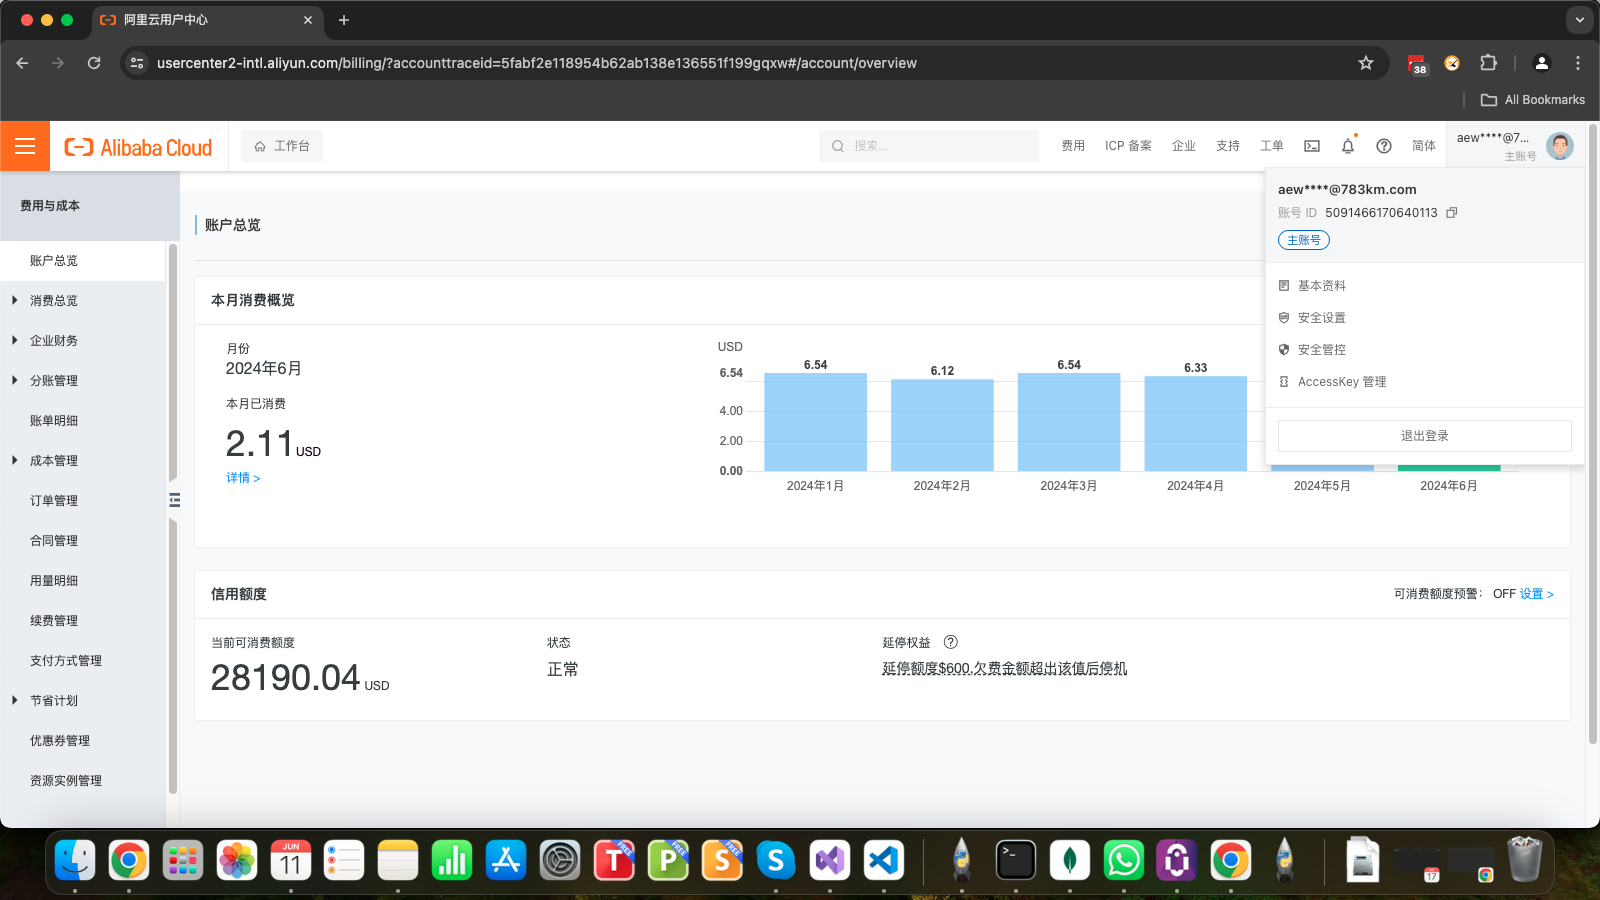 阿里云用户中心
usercenter2-intl.aliyun.com/billing/?accounttraceid=5fabf2e118954b62ab138e136551f199gqxw#/account/overview
38
All Bookmarks
Alibaba Cloud
工作台
搜索...
费用
ICP 备案
企业
支持
工单
简体
aew****@7...
主账号
aew****@783km.com
账号 ID 5091466170640113
主账号
基本资料
安全设置
安全管控
AccessKey 管理
退出登录
费用与成本
账户总览
消费总览
企业财务
分账管理
账单明细
成本管理
订单管理
合同管理
用量明细
续费管理
支付方式管理
节省计划
优惠券管理
资源实例管理
账户总览
本月消费概览
月份
2024年6月
本月已消费
2.11 USD
详情 >
USD
6.54
4.00
2.00
0.00
6.54
6.12
6.54
6.33
2024年1月
2024年2月
2024年3月
2024年4月
2024年5月
2024年6月
信用额度
可消费额度预警： OFF 设置 >
当前可消费额度
28190.04 USD
状态
正常
延停权益
延停额度$600,欠费金额超出该值后停机
JUN
11
T
FREE
P
FREE
S
FREE
S
17